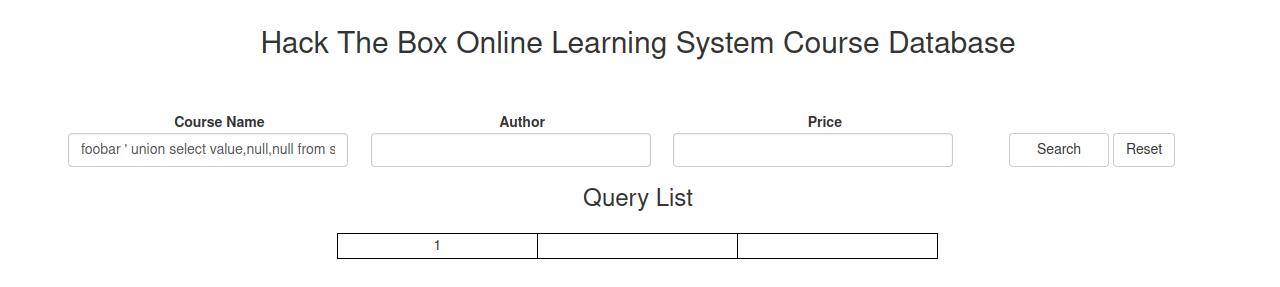 Hack The Box Online Learning System Course Database
Course Name Author Price
foobar ' union select value,null,null from s Search Reset
Query List
1